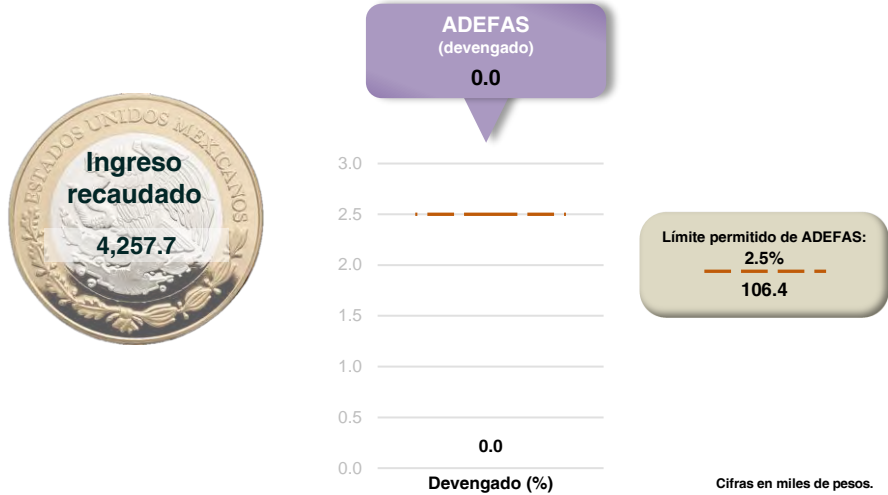 ADEFAS
(devengado)
0.0
ESTADOS UNIDOS MEXICANOS
Ingreso
recaudado
4,257.7
3.0
2.5
2.0
1.5
1.0
0.5
0.0
0.0
Devengado (%)
Límite permitido de ADEFAS:
2.5%
106.4
Cifras en miles de pesos.